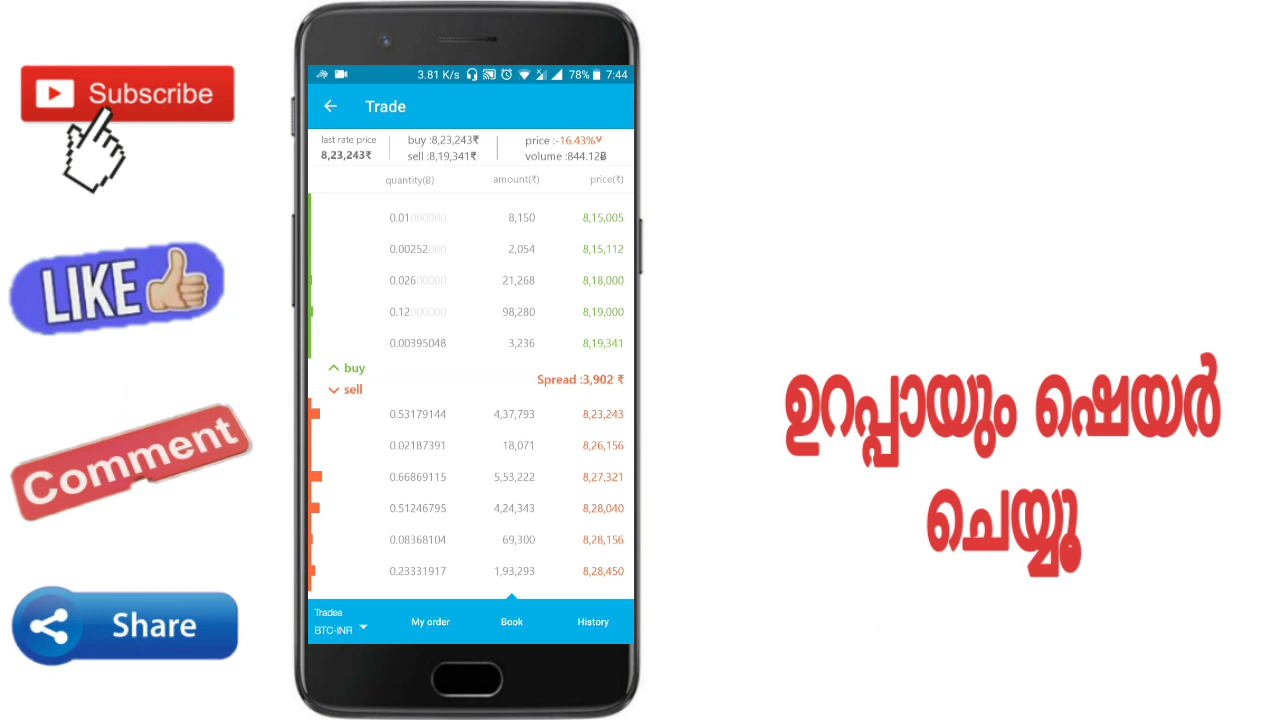 Subscribe
LIKE
Comment
Share
3.81 K/s 78% 7:44
Trade
last rate price
8,23,243₹
buy :8,23,243₹
sell :8,19,341₹
price :-16.43%
volume :844.12Ƀ
quantity(Ƀ) amount(₹) price(₹)
0.01000000 8,150 8,15,005
0.00252000 2,054 8,15,112
0.02600000 21,268 8,18,000
0.12000000 98,280 8,19,000
0.00395048 3,236 8,19,341
buy
sell
Spread :3,902 ₹
0.53179144 4,37,793 8,23,243
0.02187391 18,071 8,26,156
0.66869115 5,53,222 8,27,321
0.51246795 4,24,343 8,28,040
0.08368104 69,300 8,28,156
0.23331917 1,93,293 8,28,450
Trades
BTC-INR
My order Book History
ഉറപ്പായും ഷെയർ
ചെയ്യൂ